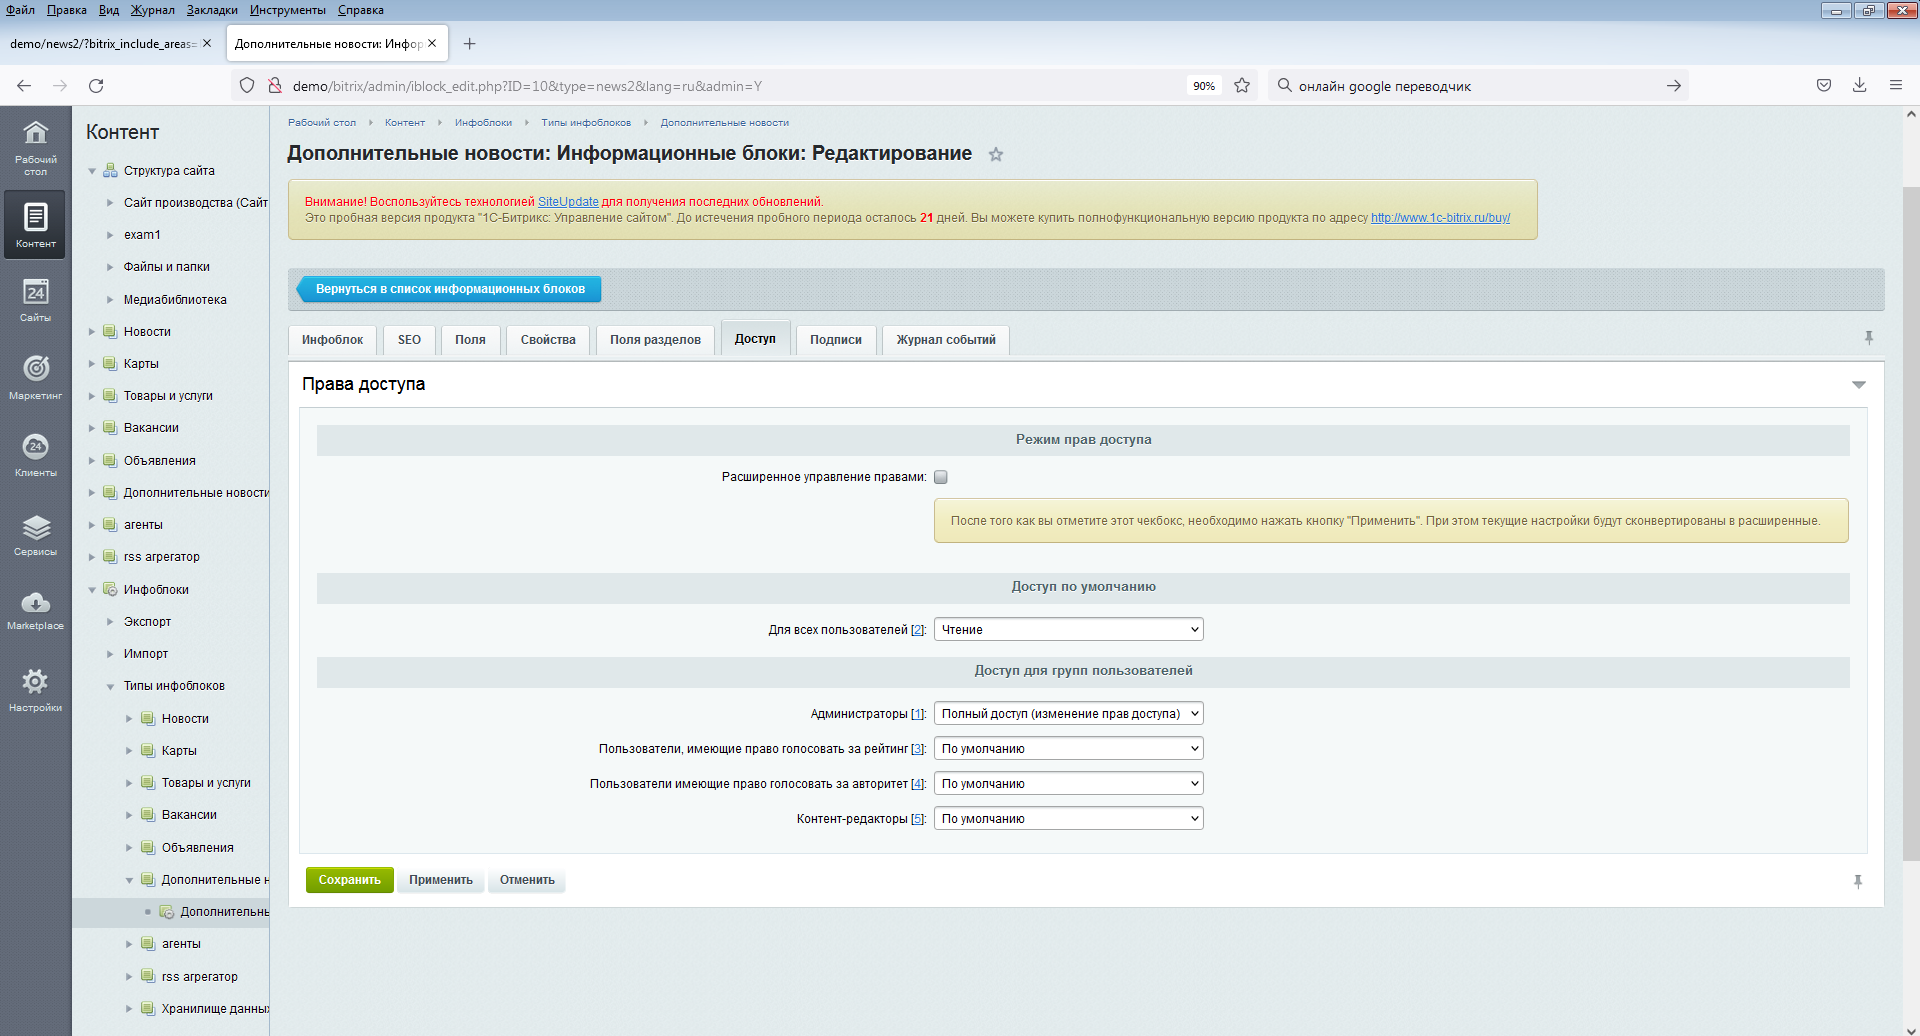 Файл Правка Вид Журнал Закладки Инструменты Справка
demo/news2/?bitrix_include_areas=
Дополнительные новости: Инфор
demo/bitrix/admin/iblock_edit.php?ID=10&type=news2&lang=ru&admin=Y
90%
онлайн google переводчик
Рабочий стол
Контент
24
Сайты
Маркетинг
24
Клиенты
Сервисы
Marketplace
Настройки
Контент
Структура сайта
Сайт производства (Сайт
exam1
Файлы и папки
Медиабиблиотека
Новости
Карты
Товары и услуги
Вакансии
Объявления
Дополнительные новости
агенты
rss агрегатор
Инфоблоки
Экспорт
Импорт
Типы инфоблоков
Новости
Карты
Товары и услуги
Вакансии
Объявления
Дополнительные н
Дополнительны
агенты
rss агрегатор
Хранилище данных
Рабочий стол Контент Инфоблоки Типы инфоблоков Дополнительные новости
Дополнительные новости: Информационные блоки: Редактирование
Внимание! Воспользуйтесь технологией SiteUpdate для получения последних обновлений.
Это пробная версия продукта "1С-Битрикс: Управление сайтом". До истечения пробного периода осталось 21 дней. Вы можете купить полнофункциональную версию продукта по адресу http://www.1c-bitrix.ru/buy/
Вернуться в список информационных блоков
Инфоблок SEO Поля Свойства Поля разделов Доступ Подписи Журнал событий
Права доступа
Режим прав доступа
Расширенное управление правами:
После того как вы отметите этот чекбокс, необходимо нажать кнопку "Применить". При этом текущие настройки будут сконвертированы в расширенные.
Доступ по умолчанию
Для всех пользователей [2]: Чтение
Доступ для групп пользователей
Администраторы [1]: Полный доступ (изменение прав доступа)
Пользователи, имеющие право голосовать за рейтинг [3]: По умолчанию
Пользователи имеющие право голосовать за авторитет [4]: По умолчанию
Контент-редакторы [5]: По умолчанию
Сохранить Применить Отменить